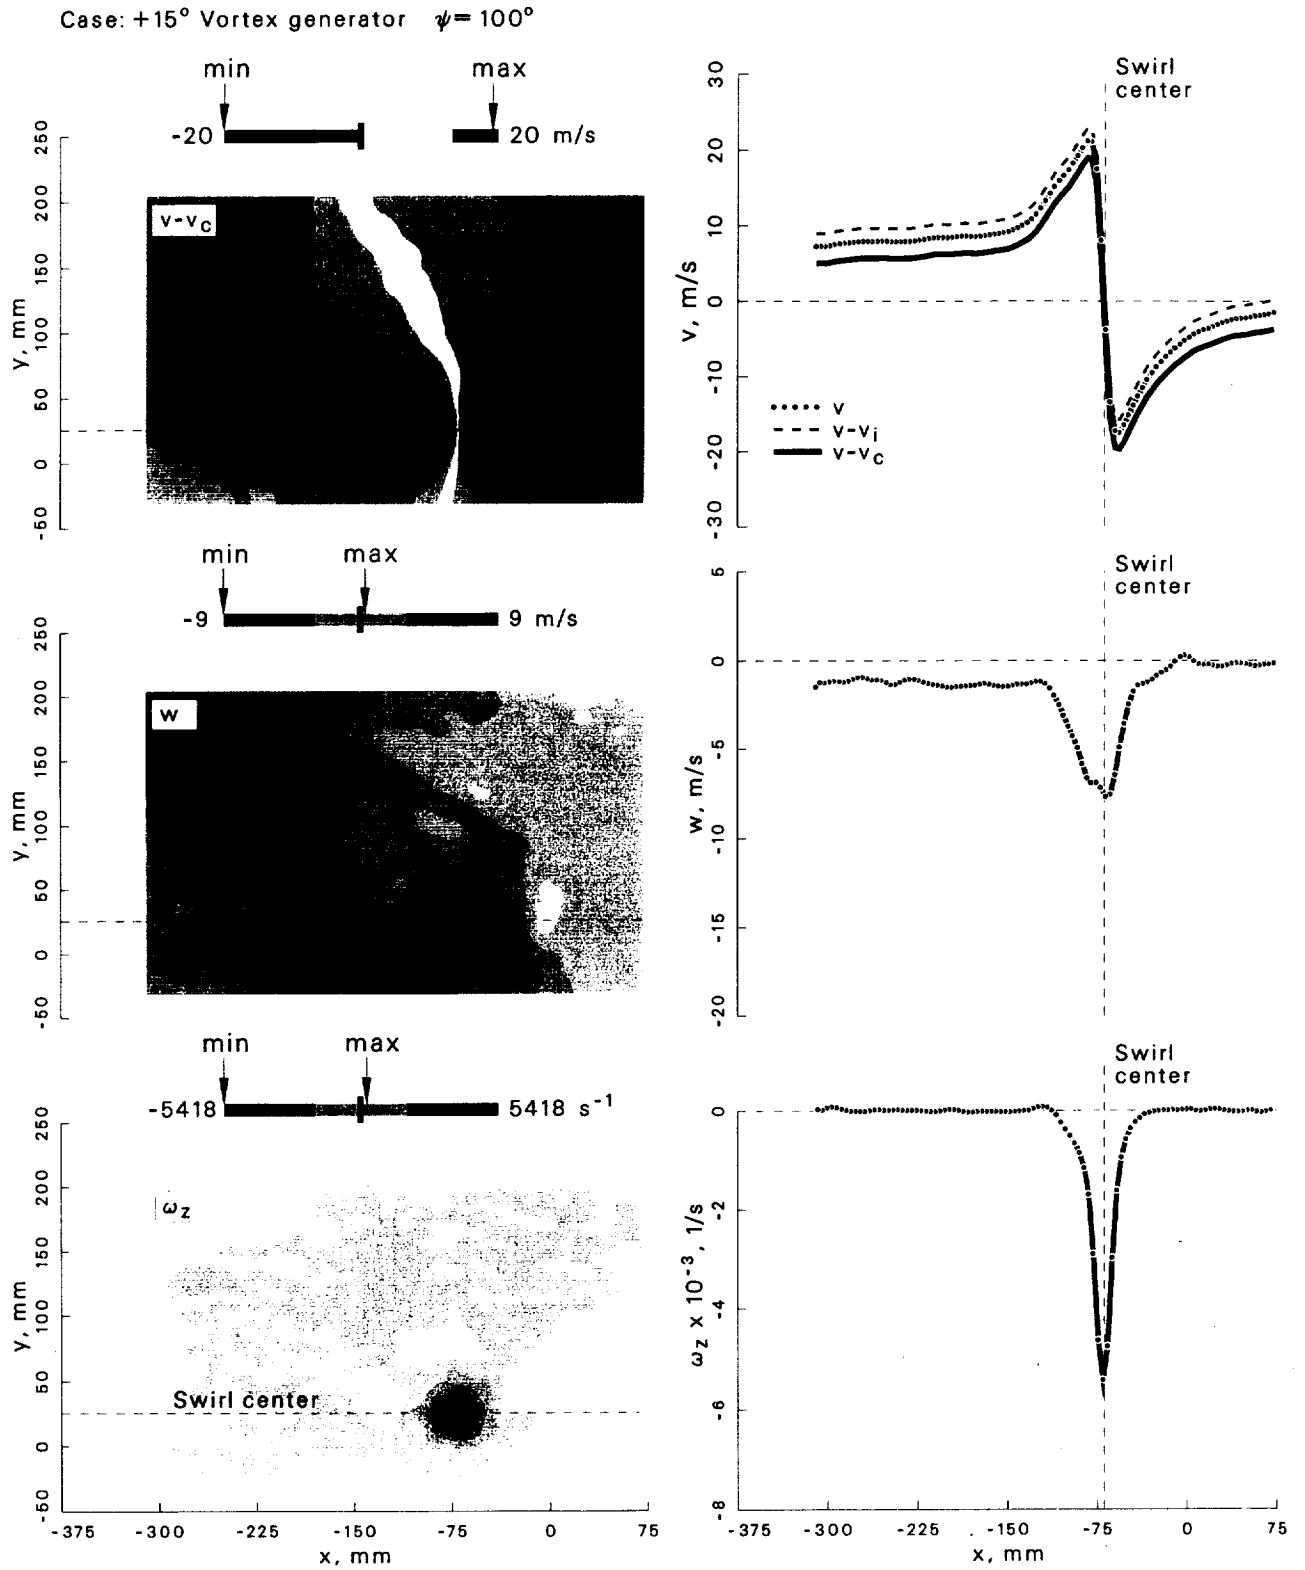 Case: +15° Vortex generator ψ = 100°
min max
-20 20 m/s
v-vc
y, mm
250
200
150
100
50
0
-50
min max
-9 9 m/s
w
y, mm
250
200
150
100
50
0
-50
min max
-5418 5418 s⁻¹
ωz
Swirl center
y, mm
250
200
150
100
50
0
-50
-375 -300 -225 -150 -75 0 75
x, mm
Swirl
center
v, m/s
30
20
10
0
-10
-20
-30
v
v-vi
v-vc
Swirl
center
w, m/s
5
0
-5
-10
-15
-20
Swirl
center
ωz x 10⁻³, 1/s
0
-2
-4
-6
-8
-375 -300 -225 -150 -75 0 75
x, mm